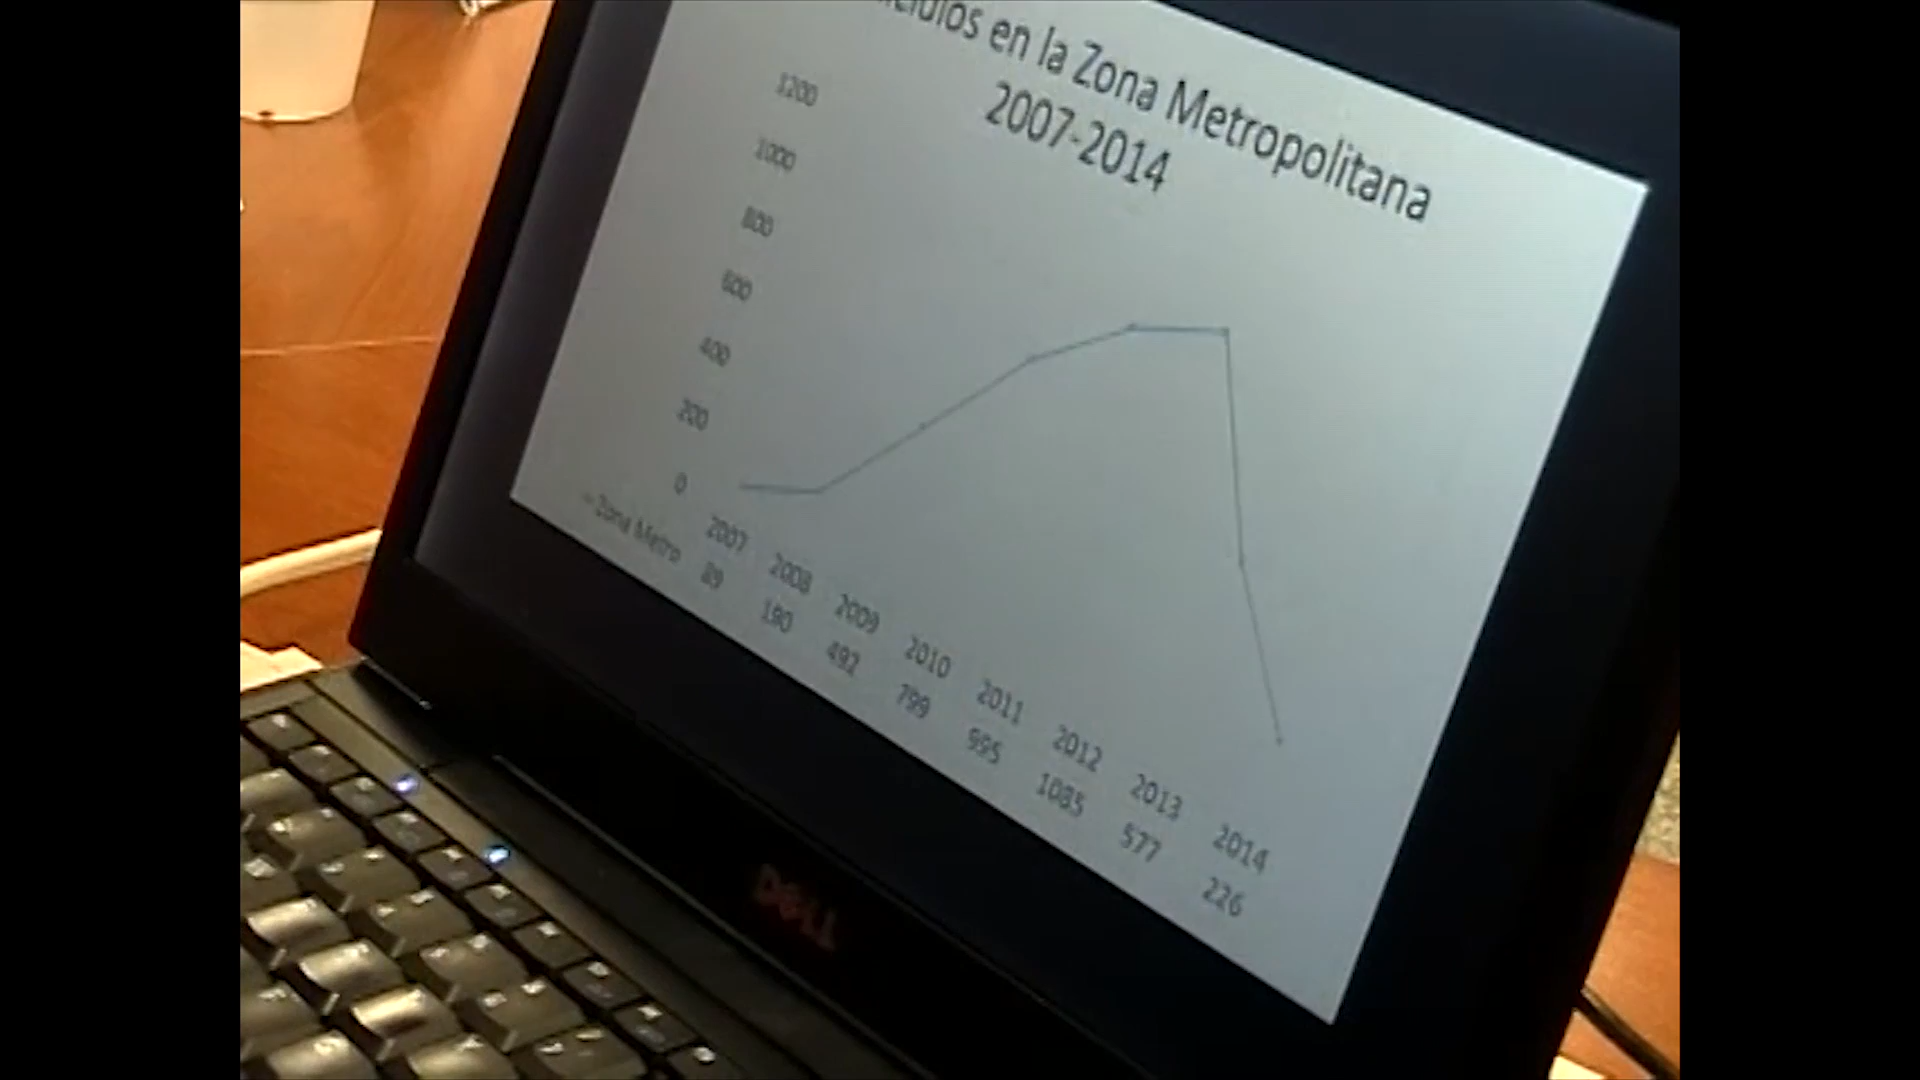 en la Zona Metropolitana
2007-2014
1200
1000
800
600
400
200
0
2007 2008 2009 2010 2011 2012 2013 2014
Zona Metro 89 190 492 799 995 1085 577 226
DELL